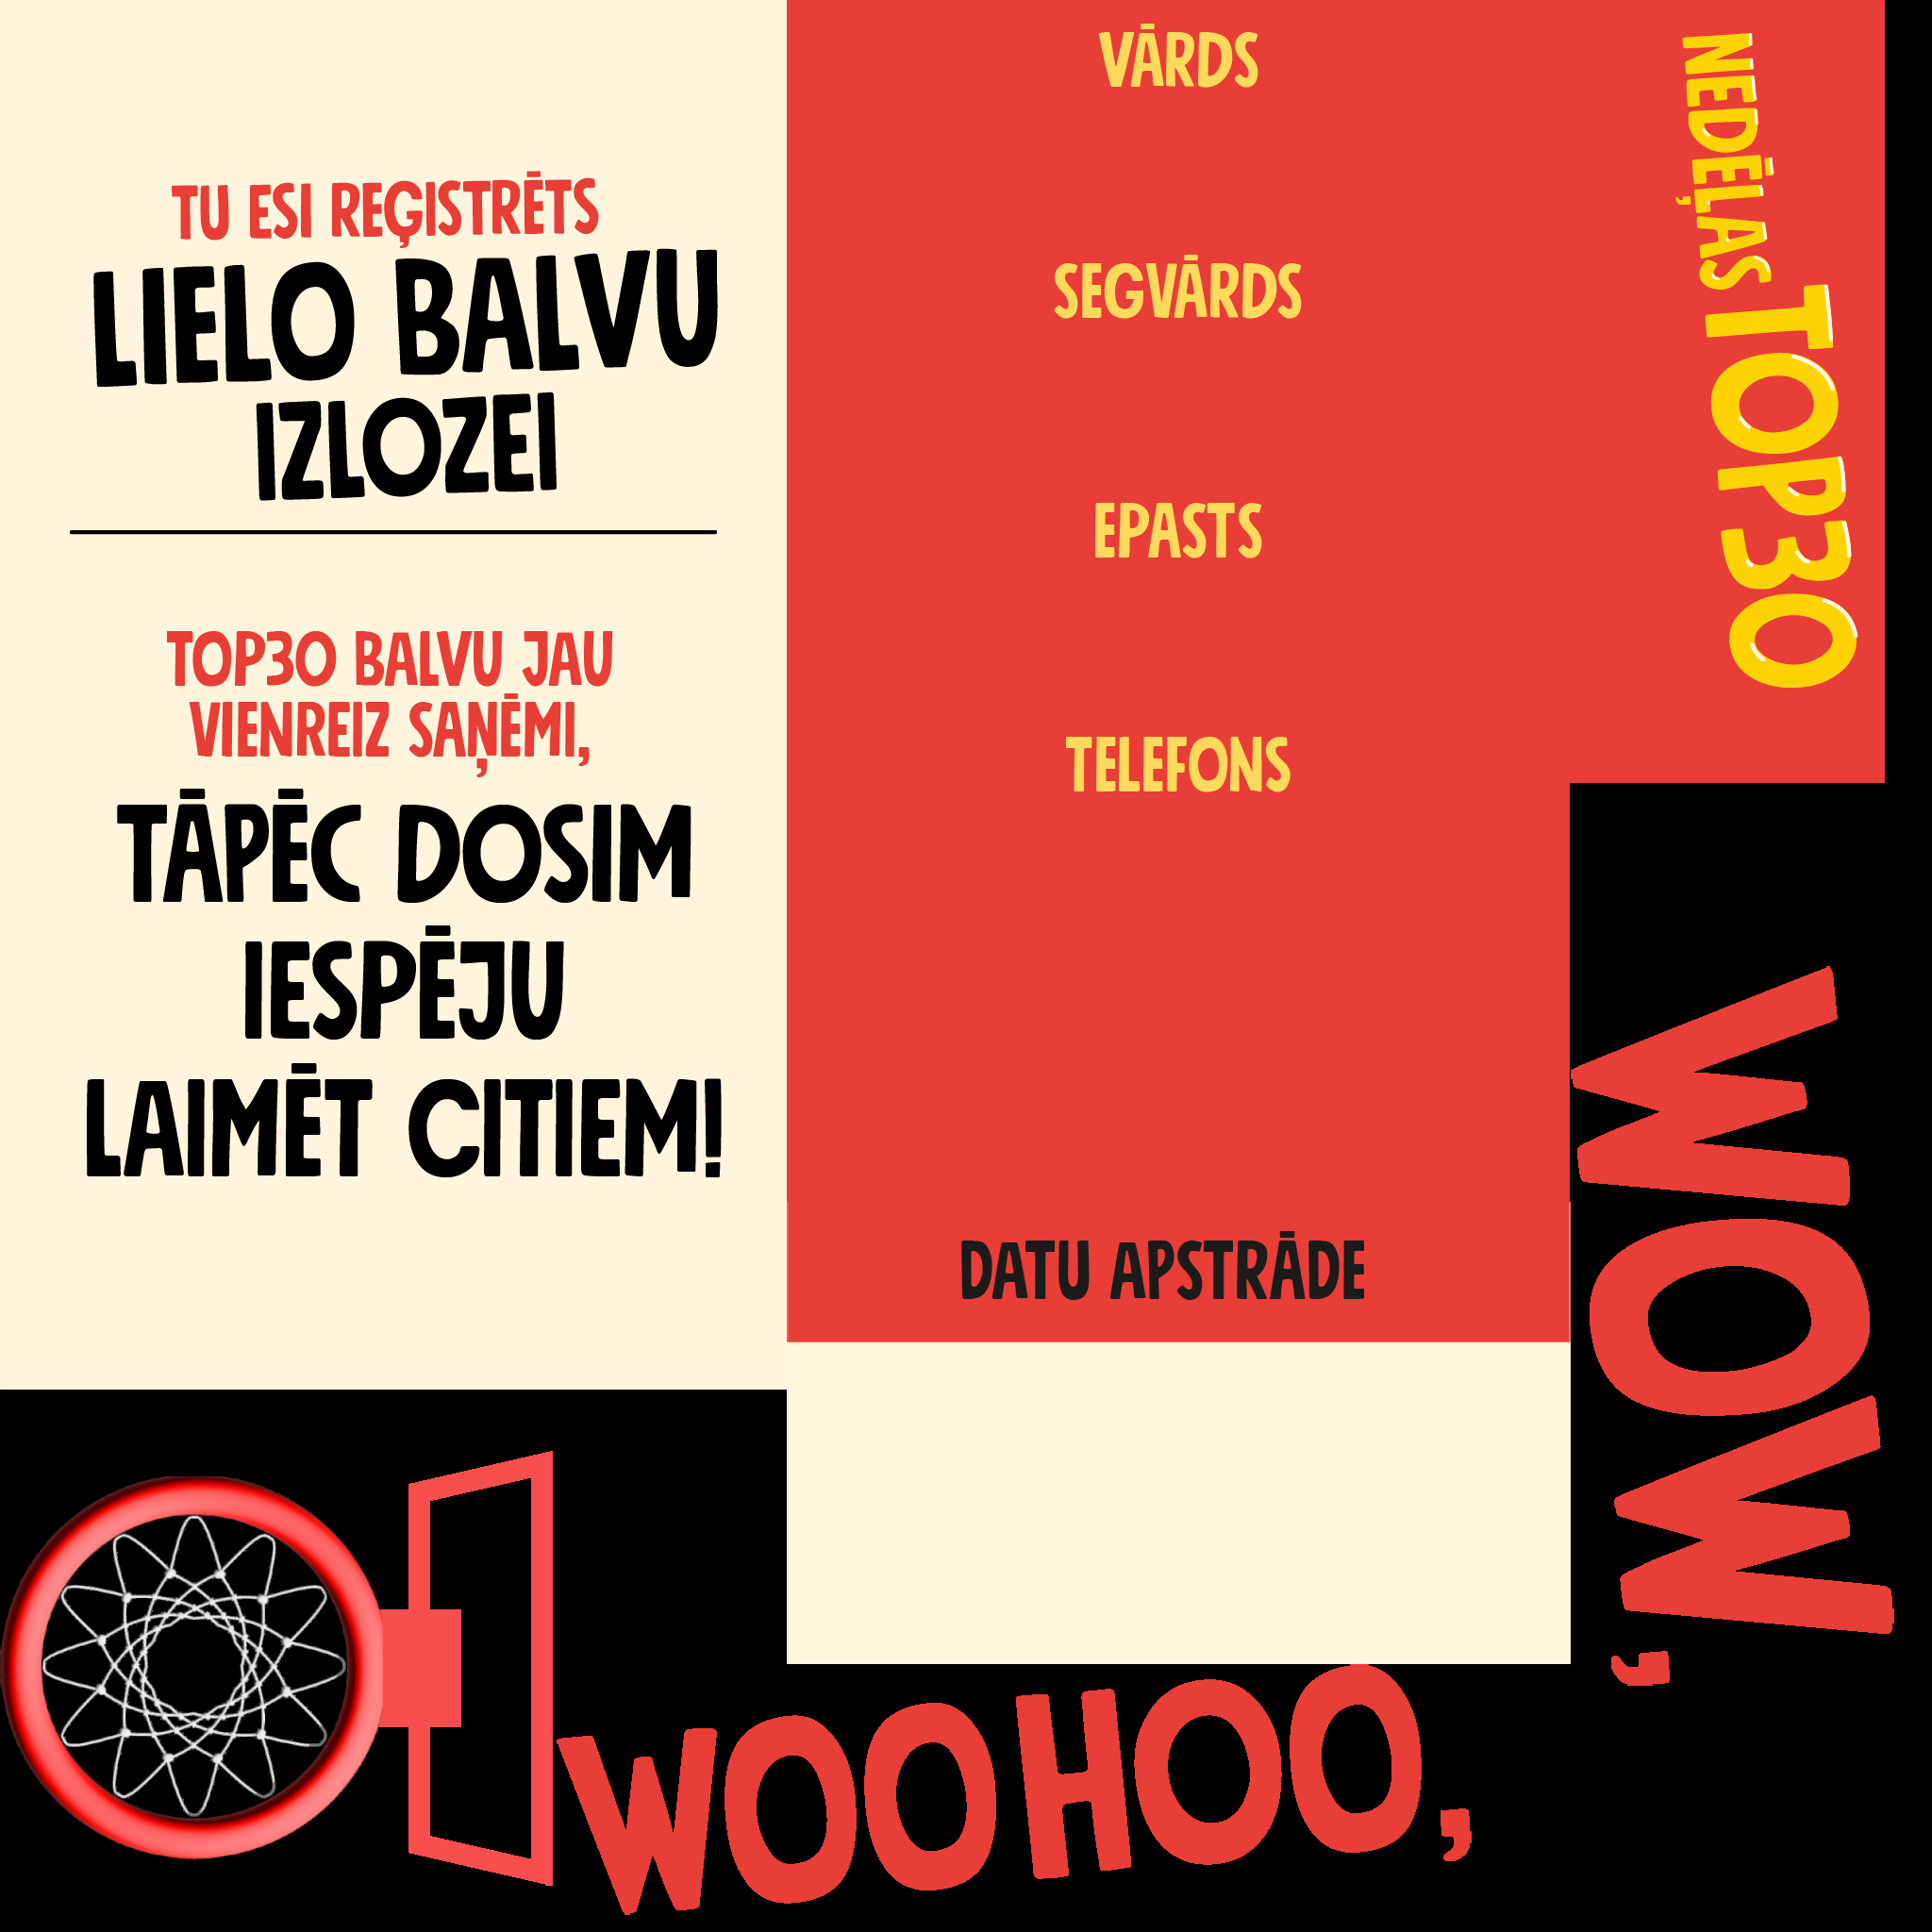 TU ESI REĢISTRĒTS
LIELO BALVU
IZLOZEI
TOP30 BALVU JAU
VIENREIZ SAŅĒMI,
TĀPĒC DOSIM
IESPĒJU
LAIMĒT CITIEM!
VĀRDS
SEGVĀRDS
EPASTS
TELEFONS
DATU APSTRĀDE
NEDĒĻAS TOP30
WOW,
WOOHOO,